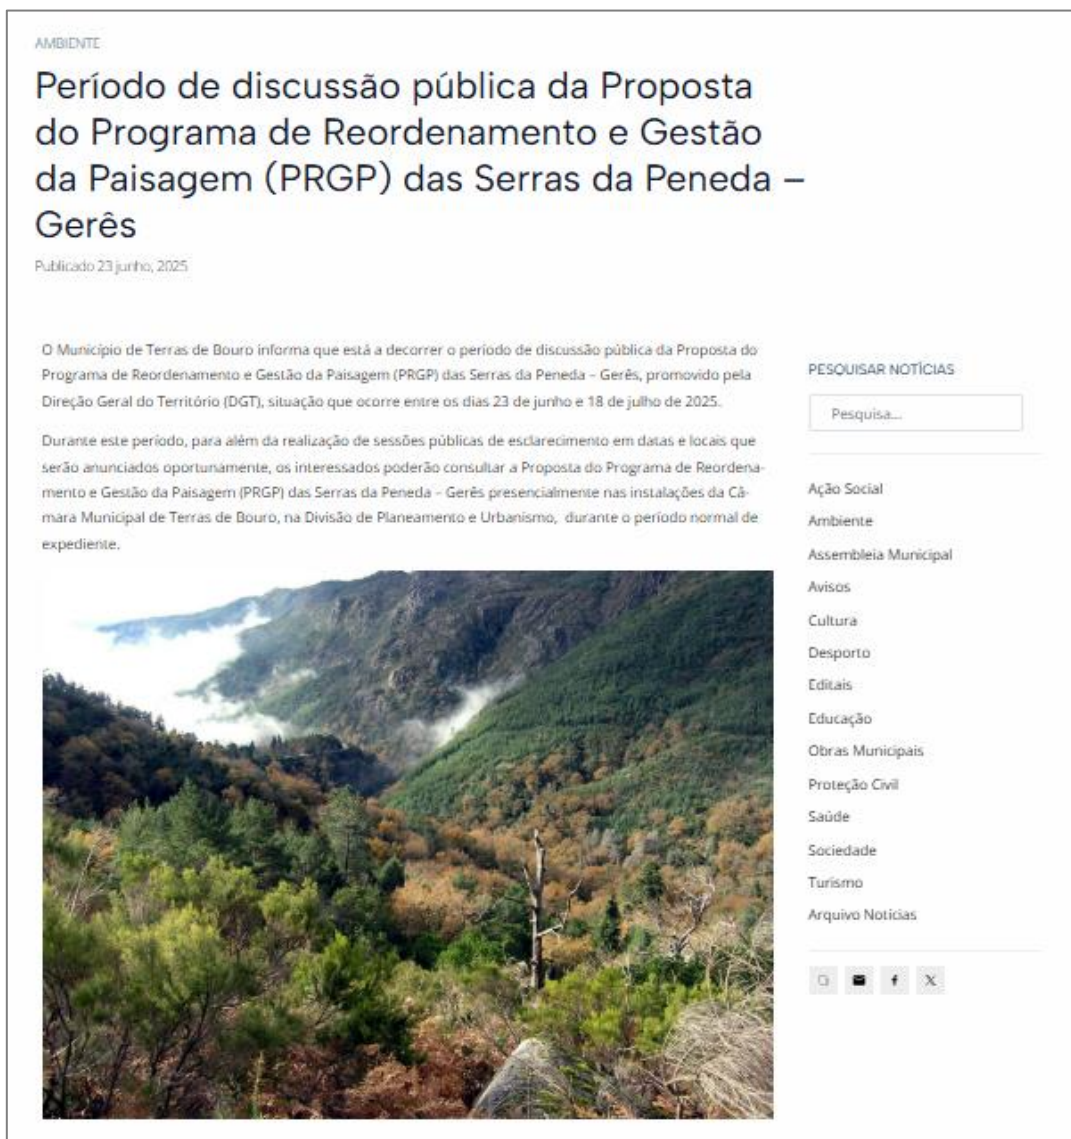 AMBIENTE
Período de discussão pública da Proposta
do Programa de Reordenamento e Gestão
da Paisagem (PRGP) das Serras da Peneda –
Gerês
Publicado 23 junho, 2025
O Município de Terras de Bouro informa que está a decorrer o período de discussão pública da Proposta do
Programa de Reordenamento e Gestão da Paisagem (PRGP) das Serras da Peneda – Gerês, promovido pela
Direção Geral do Território (DGT), situação que ocorre entre os dias 23 de junho e 18 de julho de 2025.
Durante este período, para além da realização de sessões públicas de esclarecimento em datas e locais que
serão anunciados oportunamente, os interessados poderão consultar a Proposta do Programa de Reordena-
mento e Gestão da Paisagem (PRGP) das Serras da Peneda – Gerês presencialmente nas instalações da Câ-
mara Municipal de Terras de Bouro, na Divisão de Planeamento e Urbanismo, durante o período normal de
expediente.
PESQUISAR NOTÍCIAS
Pesquisa...
Ação Social
Ambiente
Assembleia Municipal
Avisos
Cultura
Desporto
Editais
Educação
Obras Municipais
Proteção Civil
Saúde
Sociedade
Turismo
Arquivo Notícias